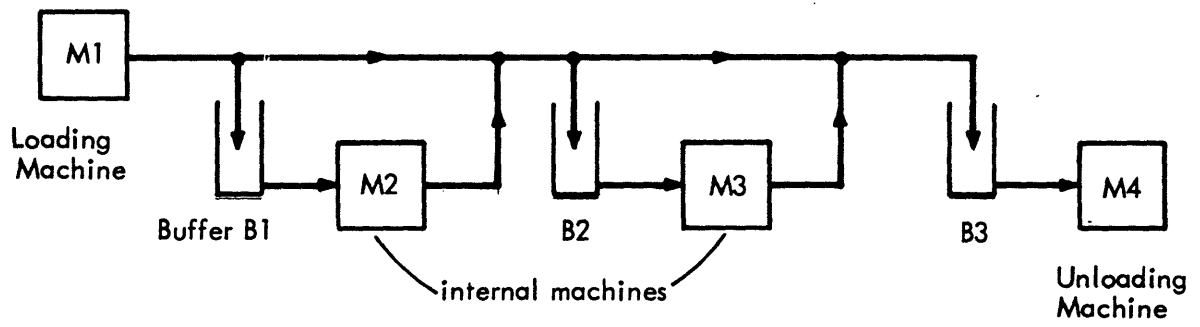 M1
Loading
Machine
Buffer B1
M2
B2
M3
B3
M4
internal machines
Unloading
Machine